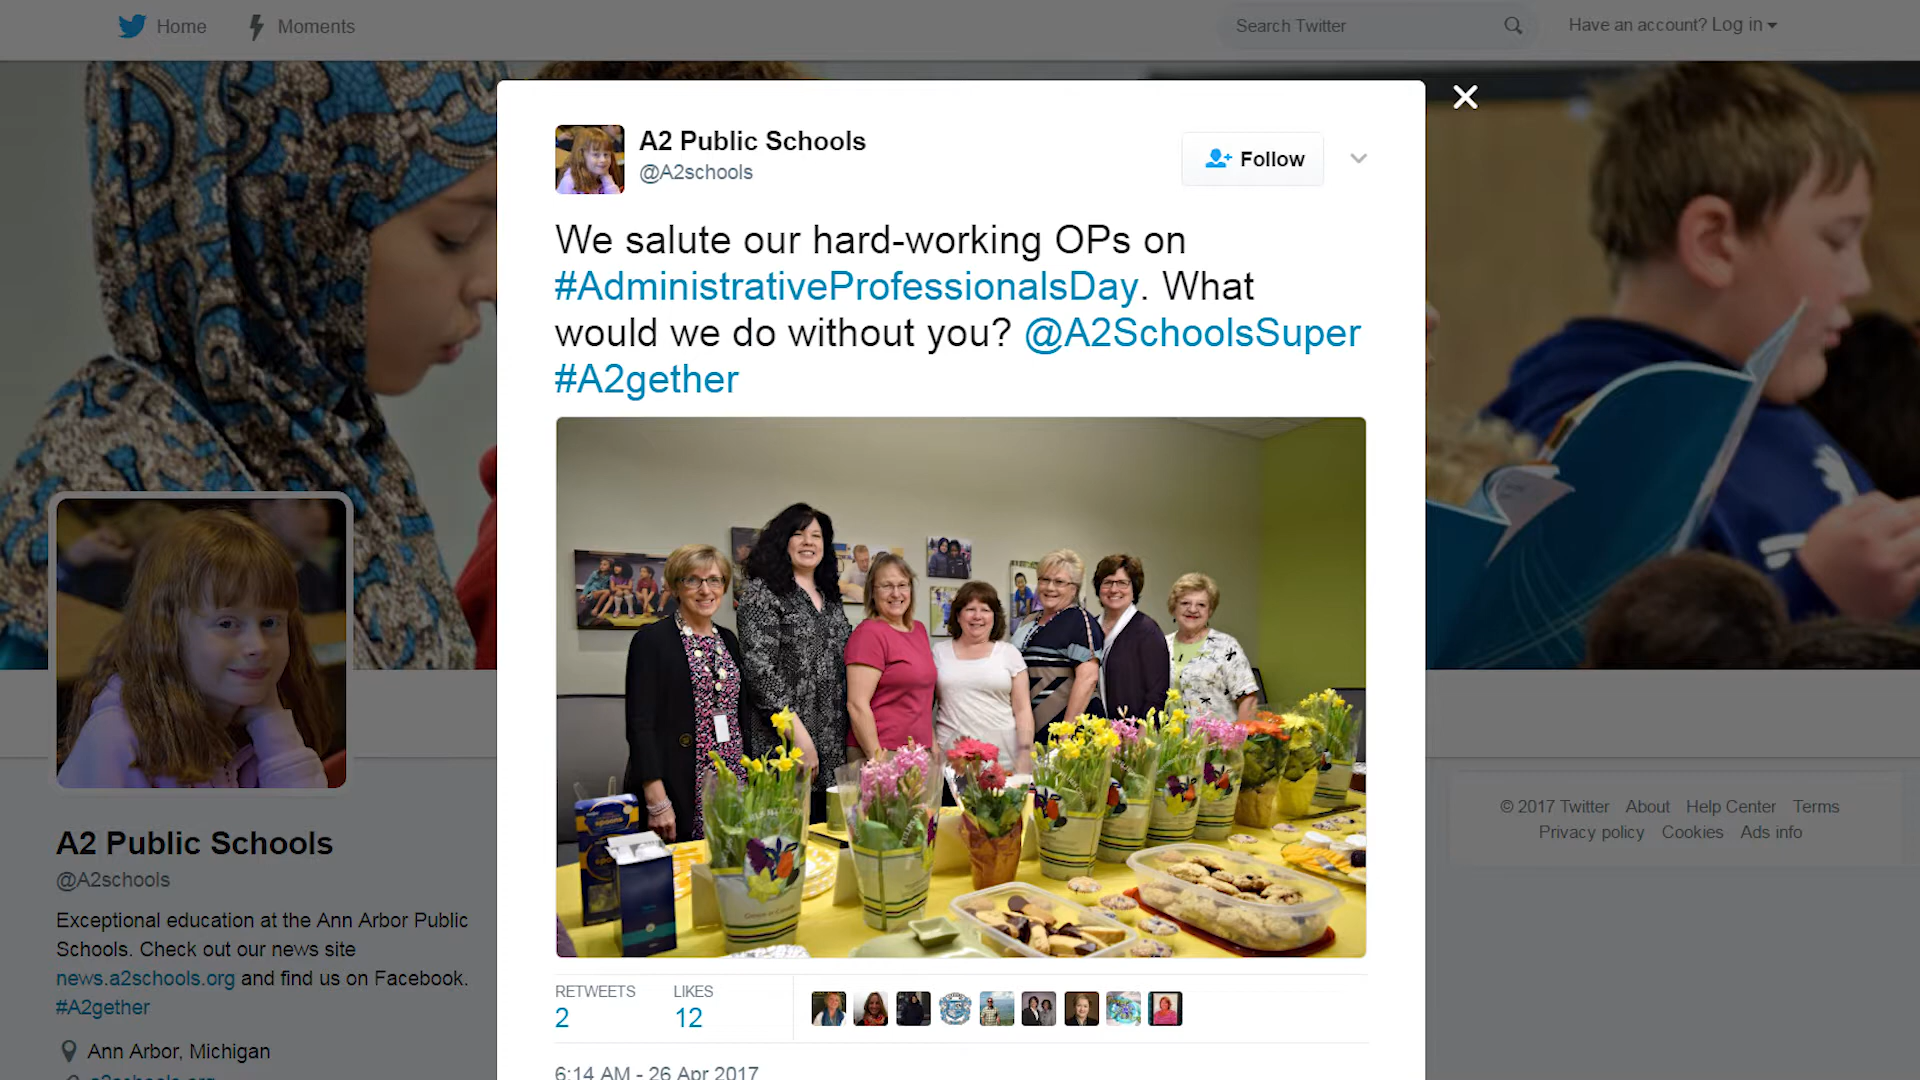 Home Moments Search Twitter Have an account? Log in
A2 Public Schools
@A2schools
Follow
We salute our hard-working OPs on
#AdministrativeProfessionalsDay. What
would we do without you? @A2SchoolsSuper
#A2gether
RETWEETS LIKES
2 12
6:14 AM - 26 Apr 2017
A2 Public Schools
@A2schools
Exceptional education at the Ann Arbor Public
Schools. Check out our news site
news.a2schools.org and find us on Facebook.
#A2gether
Ann Arbor, Michigan
a2schools.org
© 2017 Twitter About Help Center Terms
Privacy policy Cookies Ads info